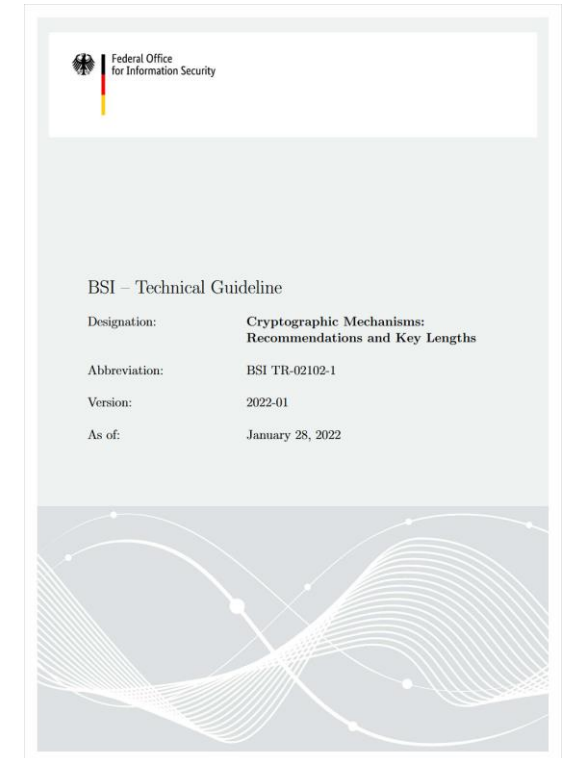 Federal Office
for Information Security
BSI – Technical Guideline
Designation: Cryptographic Mechanisms:
Recommendations and Key Lengths
Abbreviation: BSI TR-02102-1
Version: 2022-01
As of: January 28, 2022